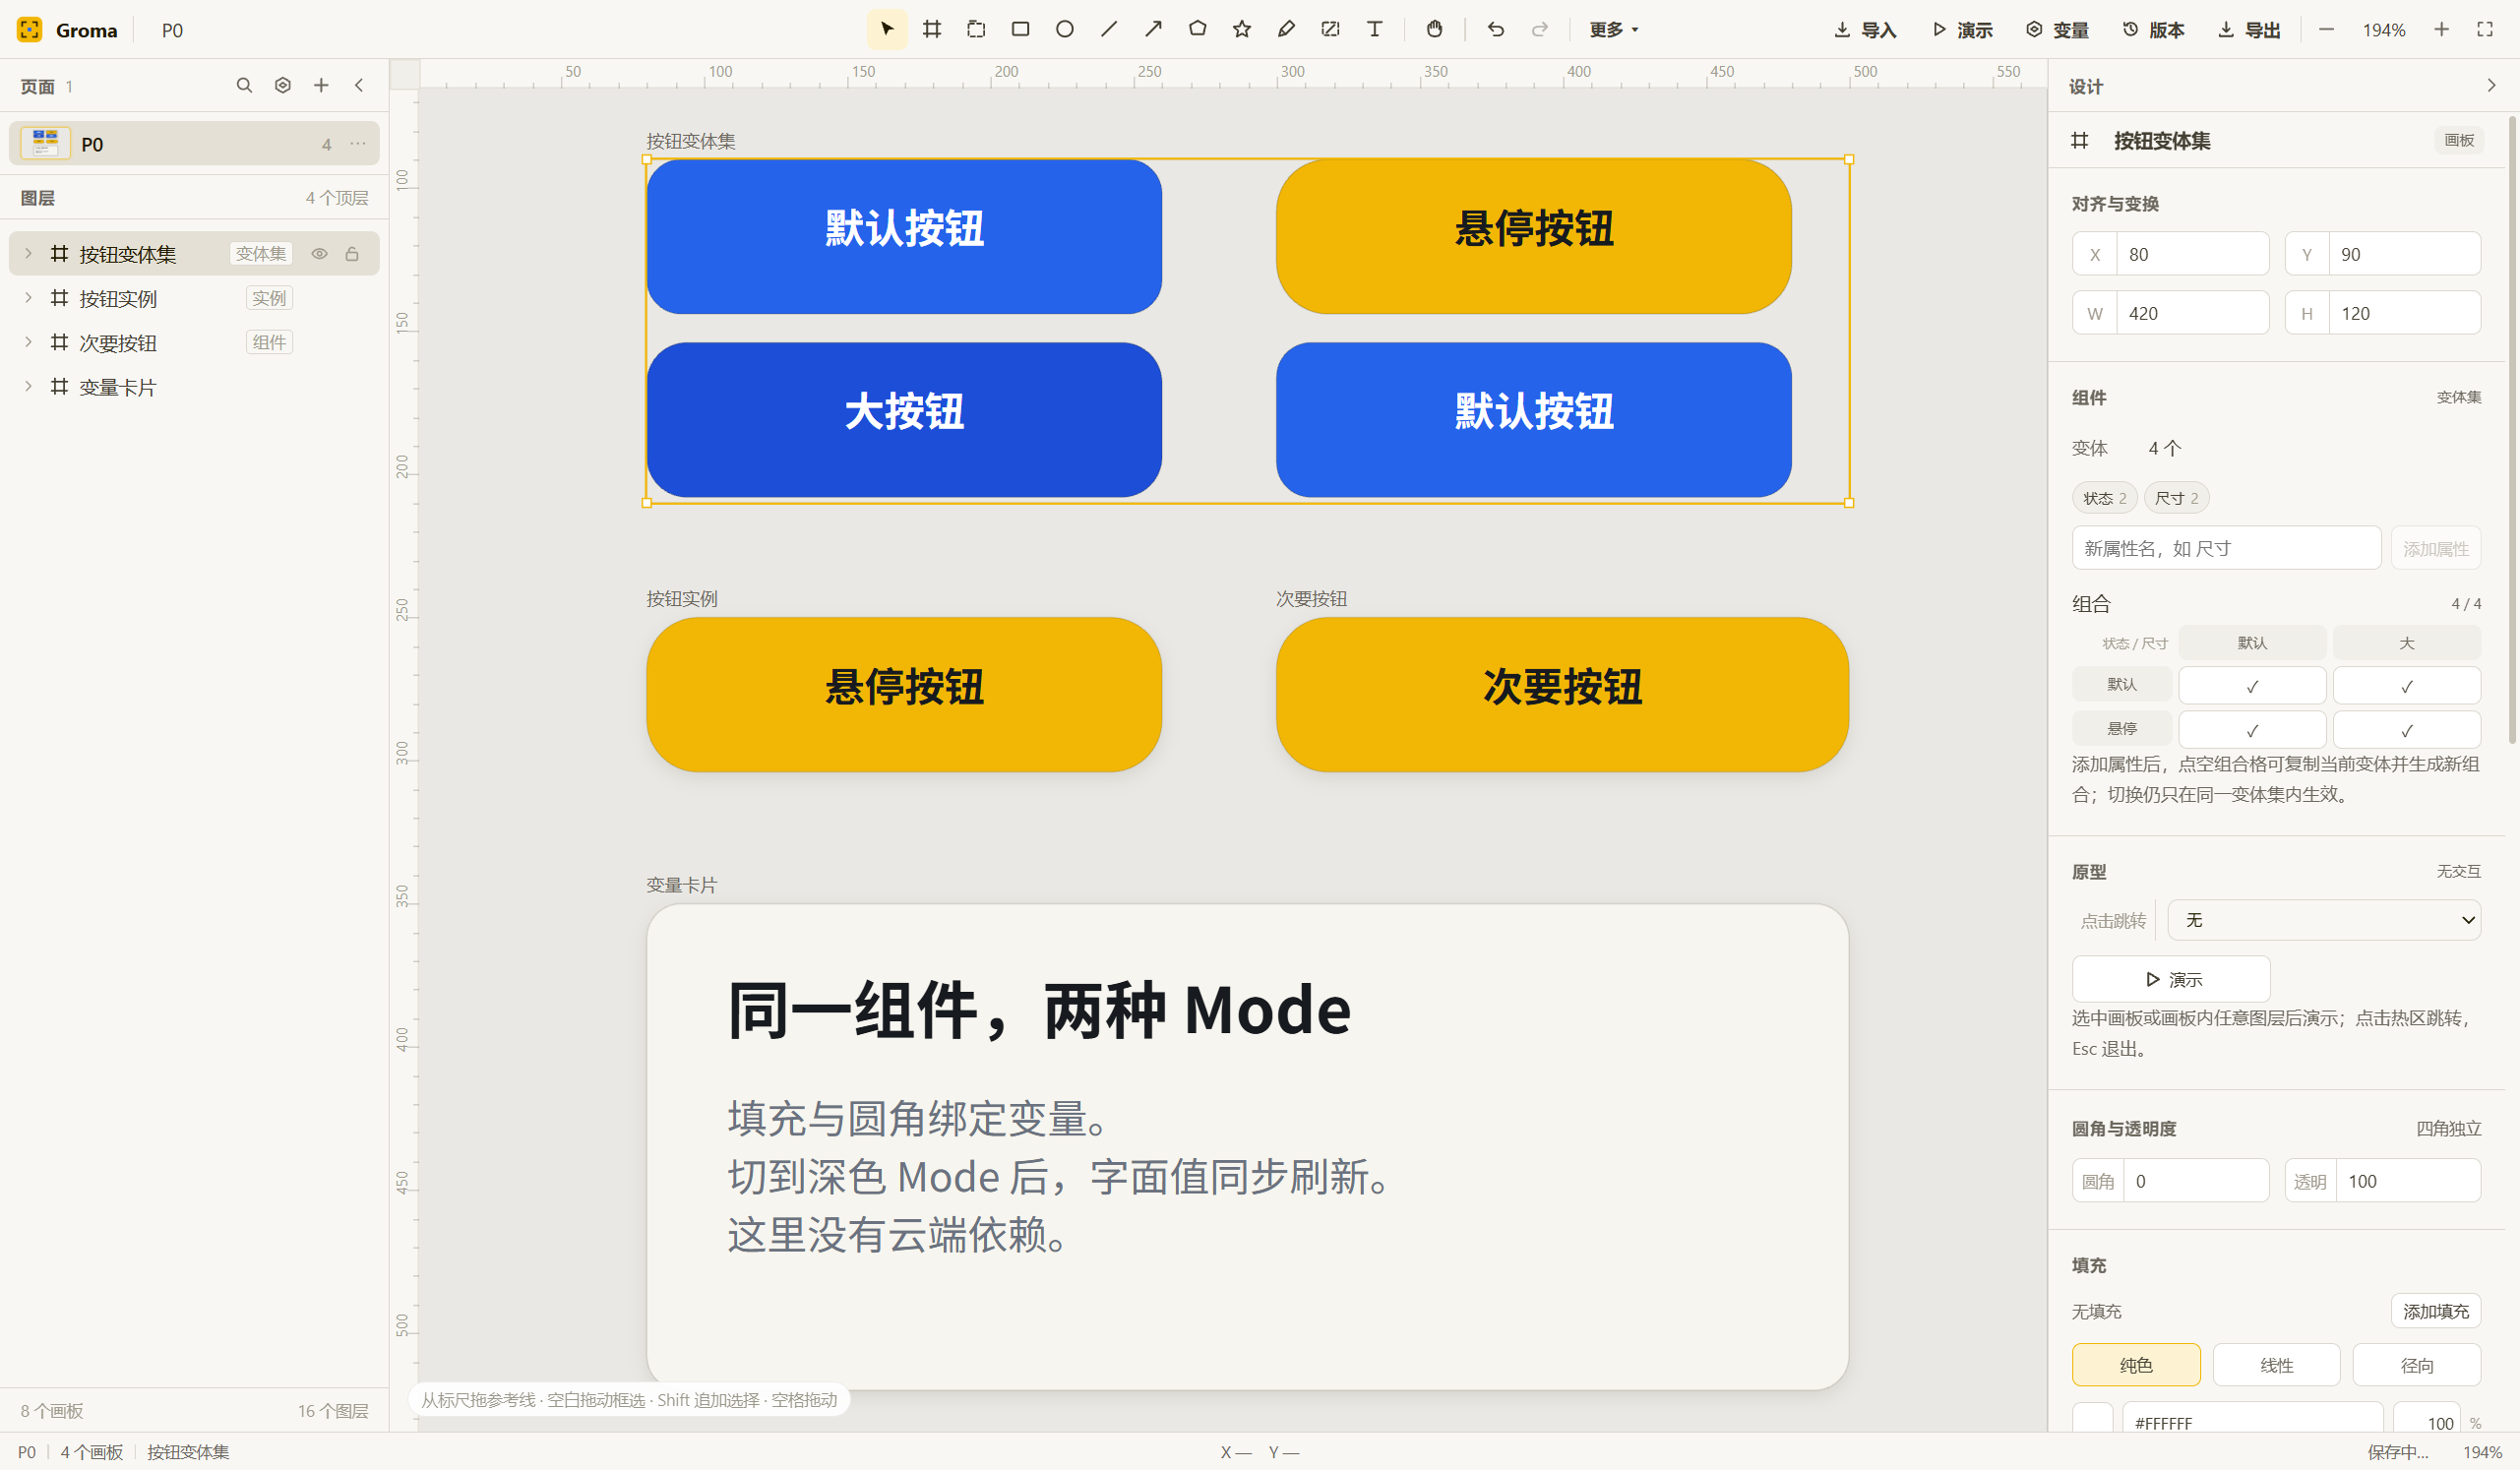 Groma
P0
更多
导入
演示
变量
版本
导出
194%
页面 1
P0
4
图层
4 个顶层
按钮变体集
变体集
按钮实例
实例
次要按钮
组件
变量卡片
8 个画板
16 个图层
50
100
150
200
250
300
350
400
450
500
550
100
150
200
250
300
350
400
450
500
按钮变体集
默认按钮
悬停按钮
大按钮
默认按钮
按钮实例
次要按钮
悬停按钮
次要按钮
变量卡片
同一组件，两种 Mode
填充与圆角绑定变量。
切到深色 Mode 后，字面值同步刷新。
这里没有云端依赖。
从标尺拖参考线 · 空白拖动框选 · Shift 追加选择 · 空格拖动
设计
按钮变体集
画板
对齐与变换
X 80
Y 90
W 420
H 120
组件
变体集
变体
4 个
状态 2
尺寸 2
新属性名，如 尺寸
添加属性
组合
4 / 4
状态 / 尺寸
默认
大
默认
✓
✓
悬停
✓
✓
添加属性后，点空组合格可复制当前变体并生成新组
合；切换仍只在同一变体集内生效。
原型
无交互
点击跳转
无
演示
选中画板或画板内任意图层后演示；点击热区跳转，
Esc 退出。
圆角与透明度
四角独立
圆角 0
透明 100
填充
无填充
添加填充
纯色
线性
径向
#FFFFFF
100 %
P0
4 个画板
按钮变体集
X —
Y —
保存中...
194%